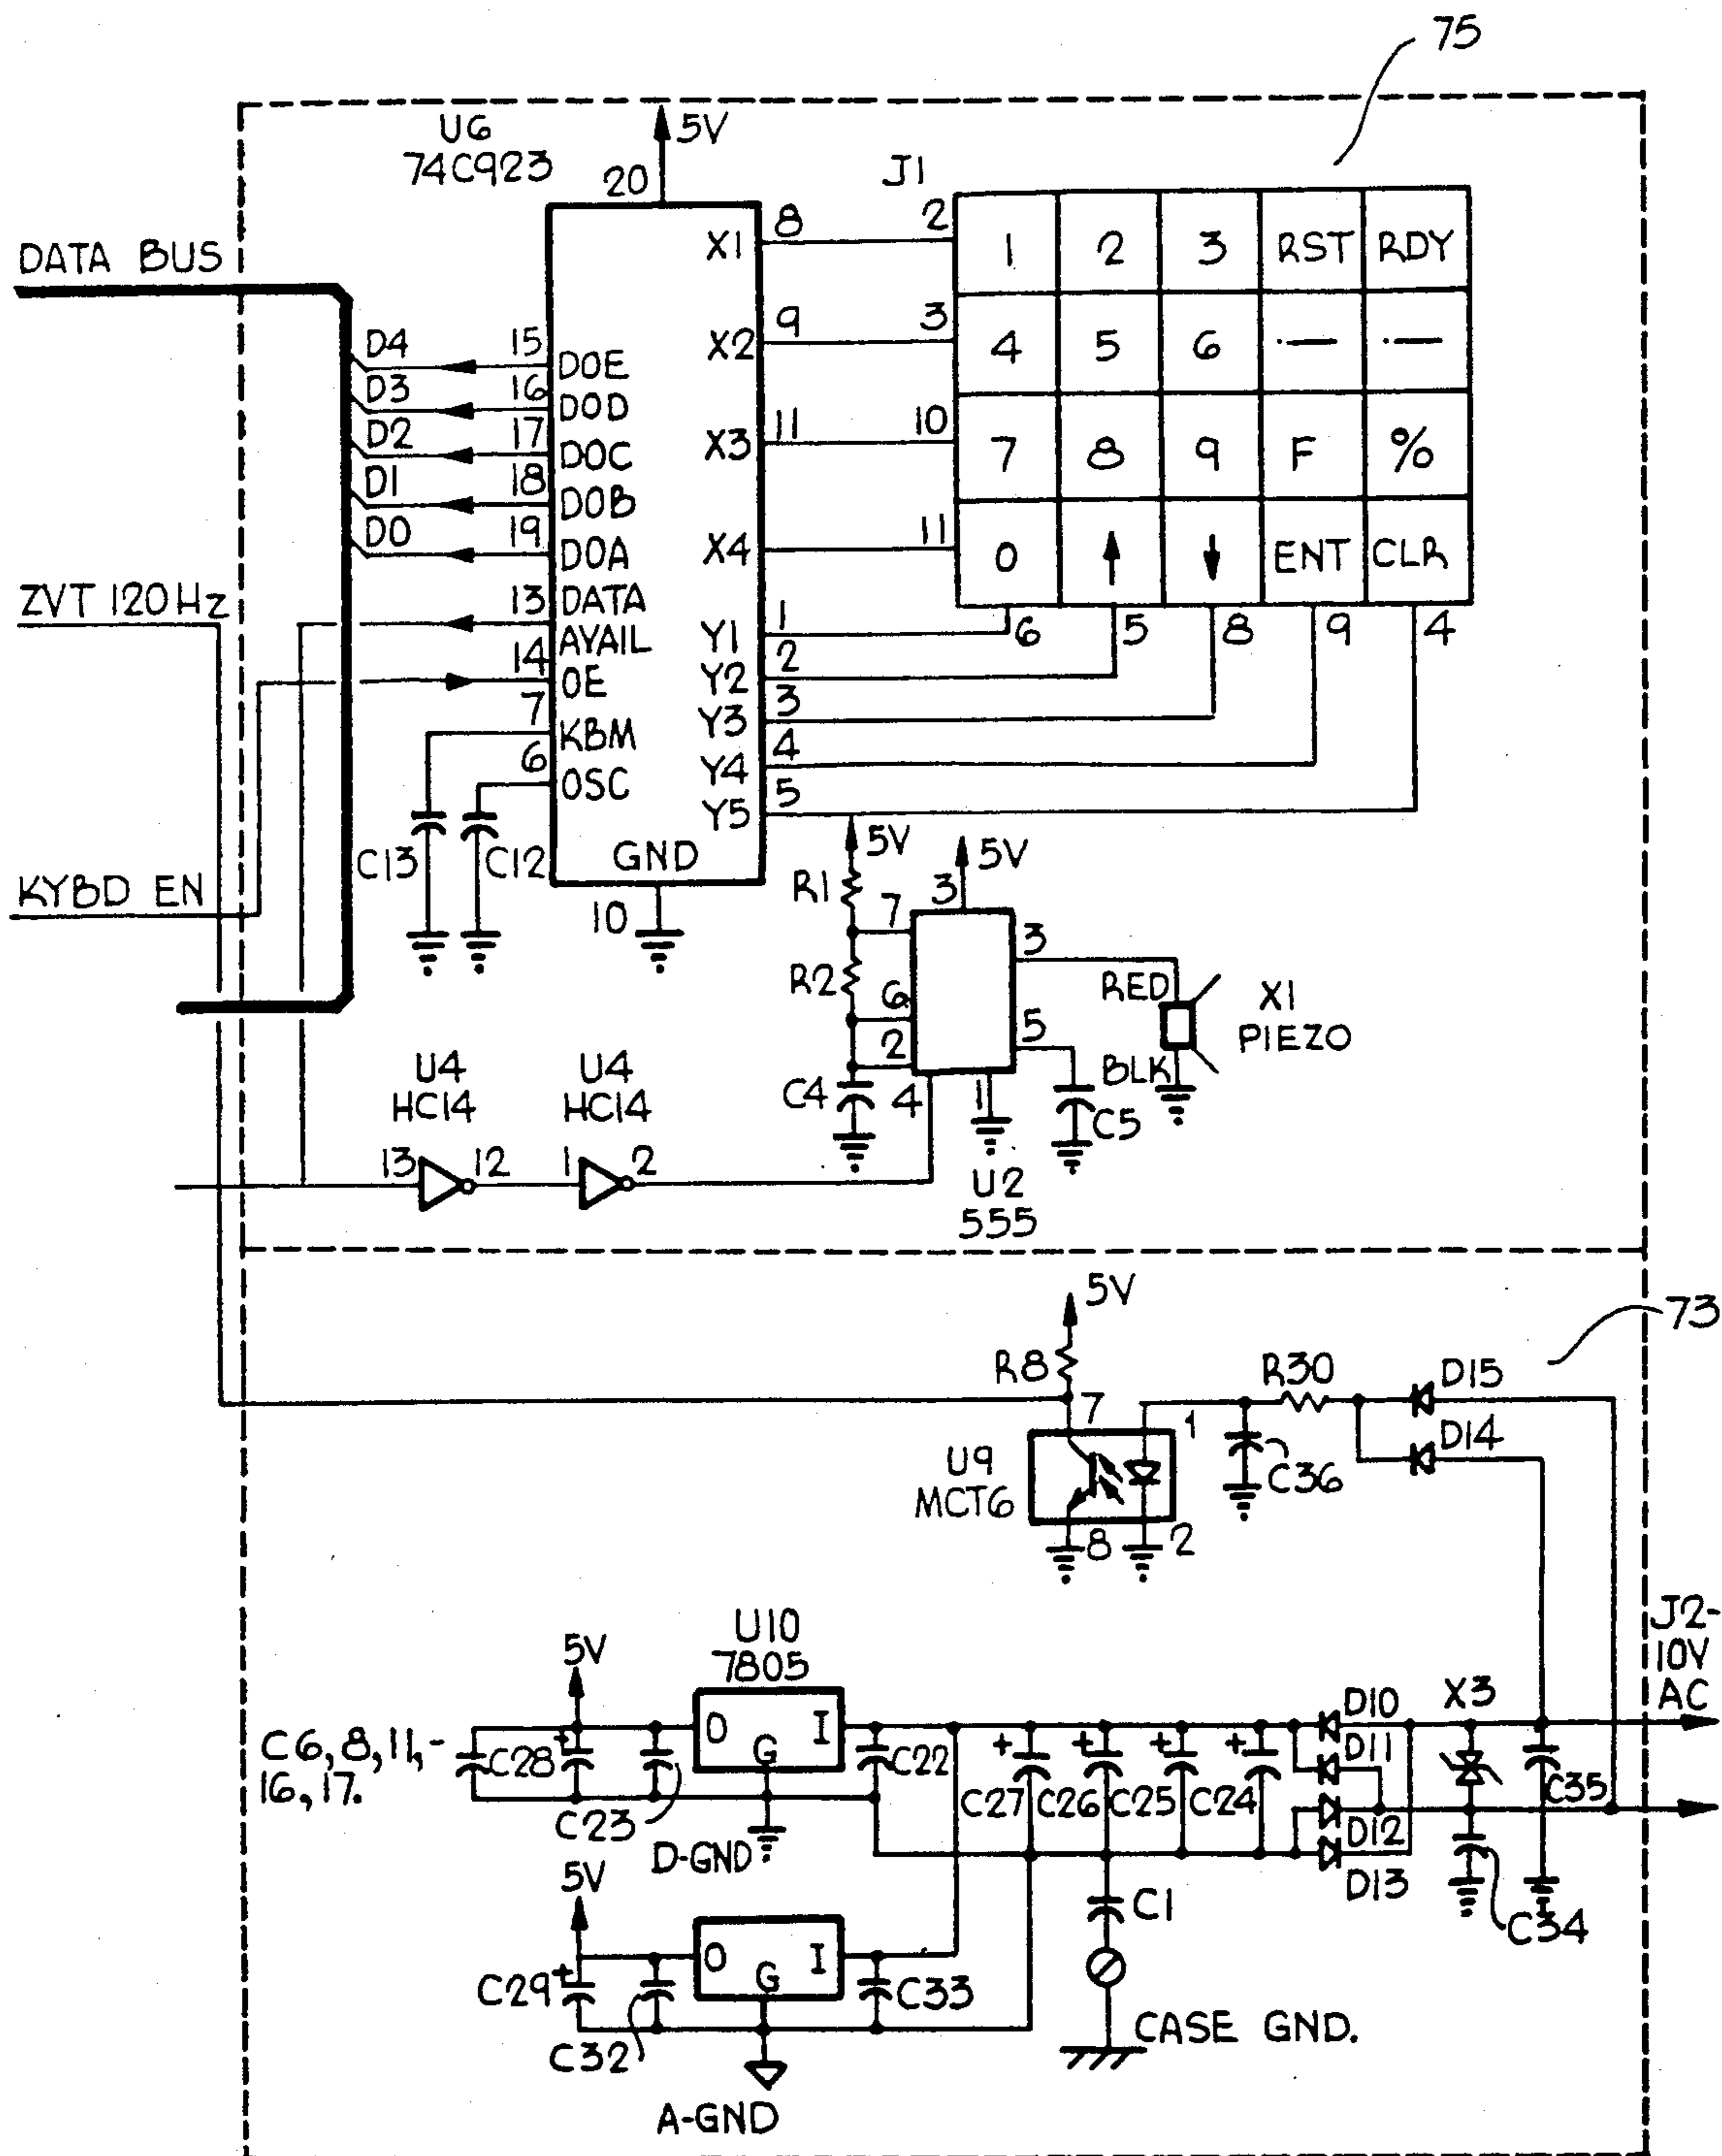 75
U6
74C923
5V
20
J1
DATA BUS
X1 8 2
1 2 3 RST RDY
X2 9 3
4 5 6 ·— ·—
X3 11 10
7 8 9 F %
X4 11
0 ↑ ↓ ENT CLR
D4 15 DOE
D3 16 DOD
D2 17 DOC
D1 18 DOB
D0 19 DOA
ZVT 120Hz
13 DATA
AVAIL
14 OE
7 KBM
6 OSC
Y1 1 6
Y2 2 5
Y3 3 8
Y4 4 9
Y5 5 4
C13
C12
GND
10
KYBD EN
5V
5V
R1
7
3
R2
6
2
4
1
3
5
RED
BLK
X1
PIEZO
C4
C5
U2
555
U4
HC14
U4
HC14
13 12 1 2
73
5V
R8
7
1
R30
D15
D14
U9
MCT6
C36
8 2
J2-
10V
AC
5V
U10
7805
O G I
C6,8,11,-
16,17.
C28
C23
D-GND
C22
+ + + +
C27 C26 C25 C24
D10
D11
D12
D13
X3
C35
C34
5V
O G I
C29
+
C32
C33
A-GND
C1
CASE GND.